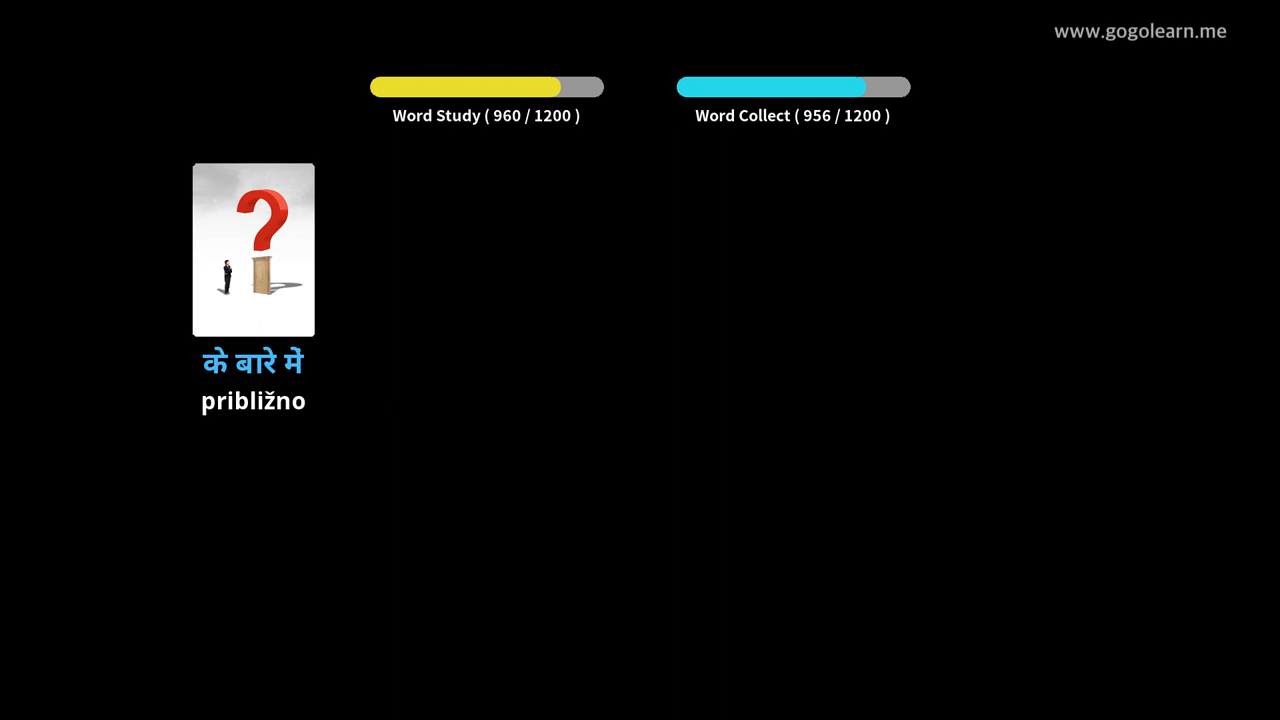 www.gogolearn.me
Word Study ( 960 / 1200 )
Word Collect ( 956 / 1200 )
?
के बारे में
približno